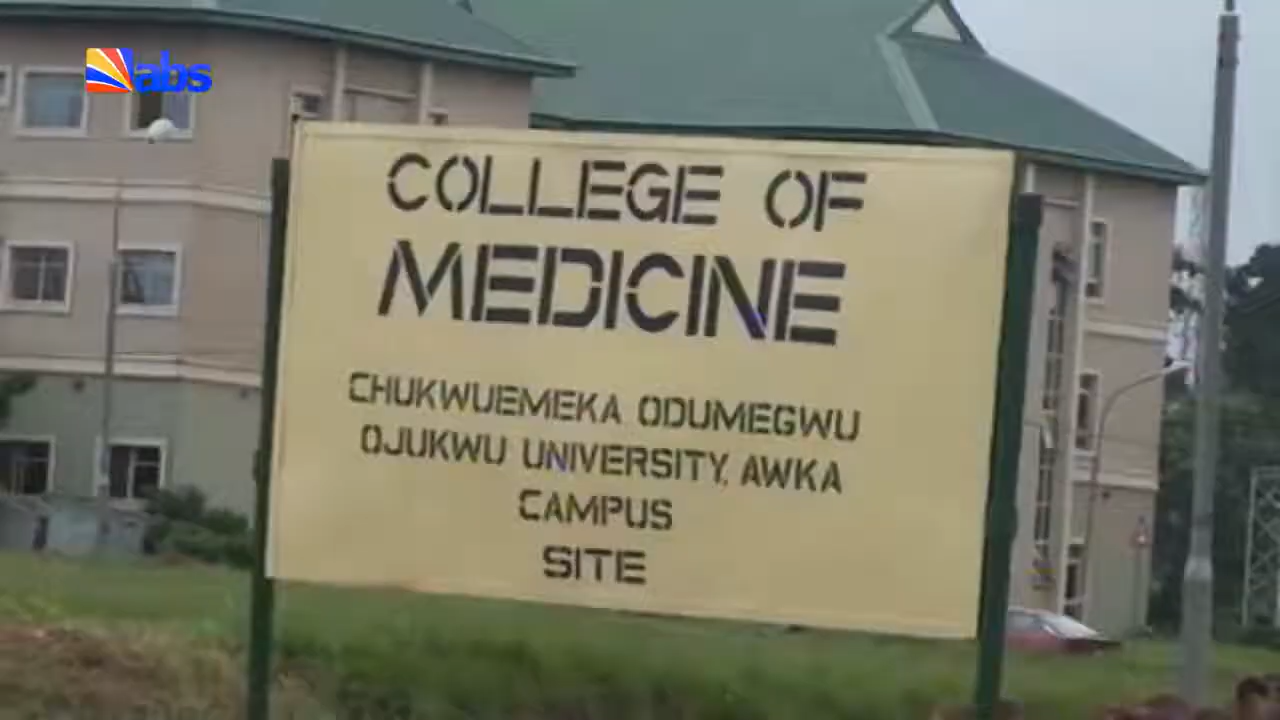 abs
COLLEGE OF
MEDICINE
CHUKWUEMEKA ODUMEGWU
OJUKWU UNIVERSITY, AWKA
CAMPUS
SITE